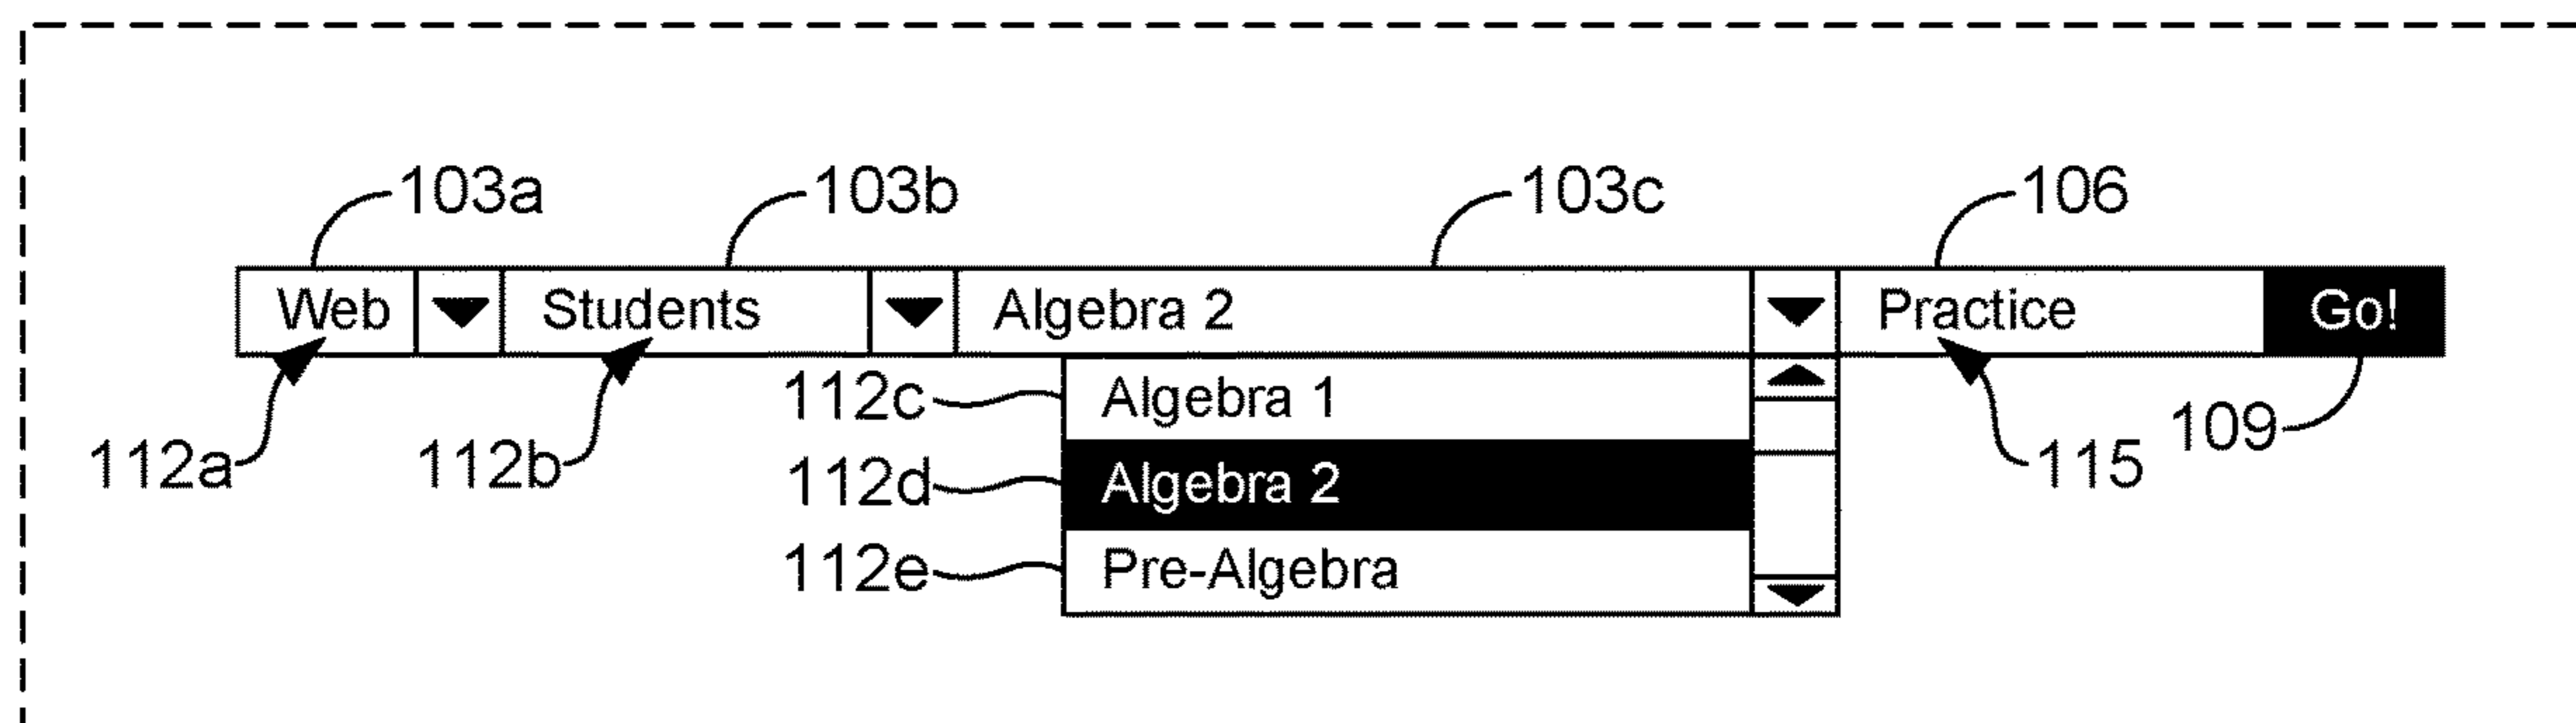 103a 103b 103c 106
Web Students Algebra 2 Practice Go!
112c Algebra 1
112a 112b 112d Algebra 2 115 109
112e Pre-Algebra